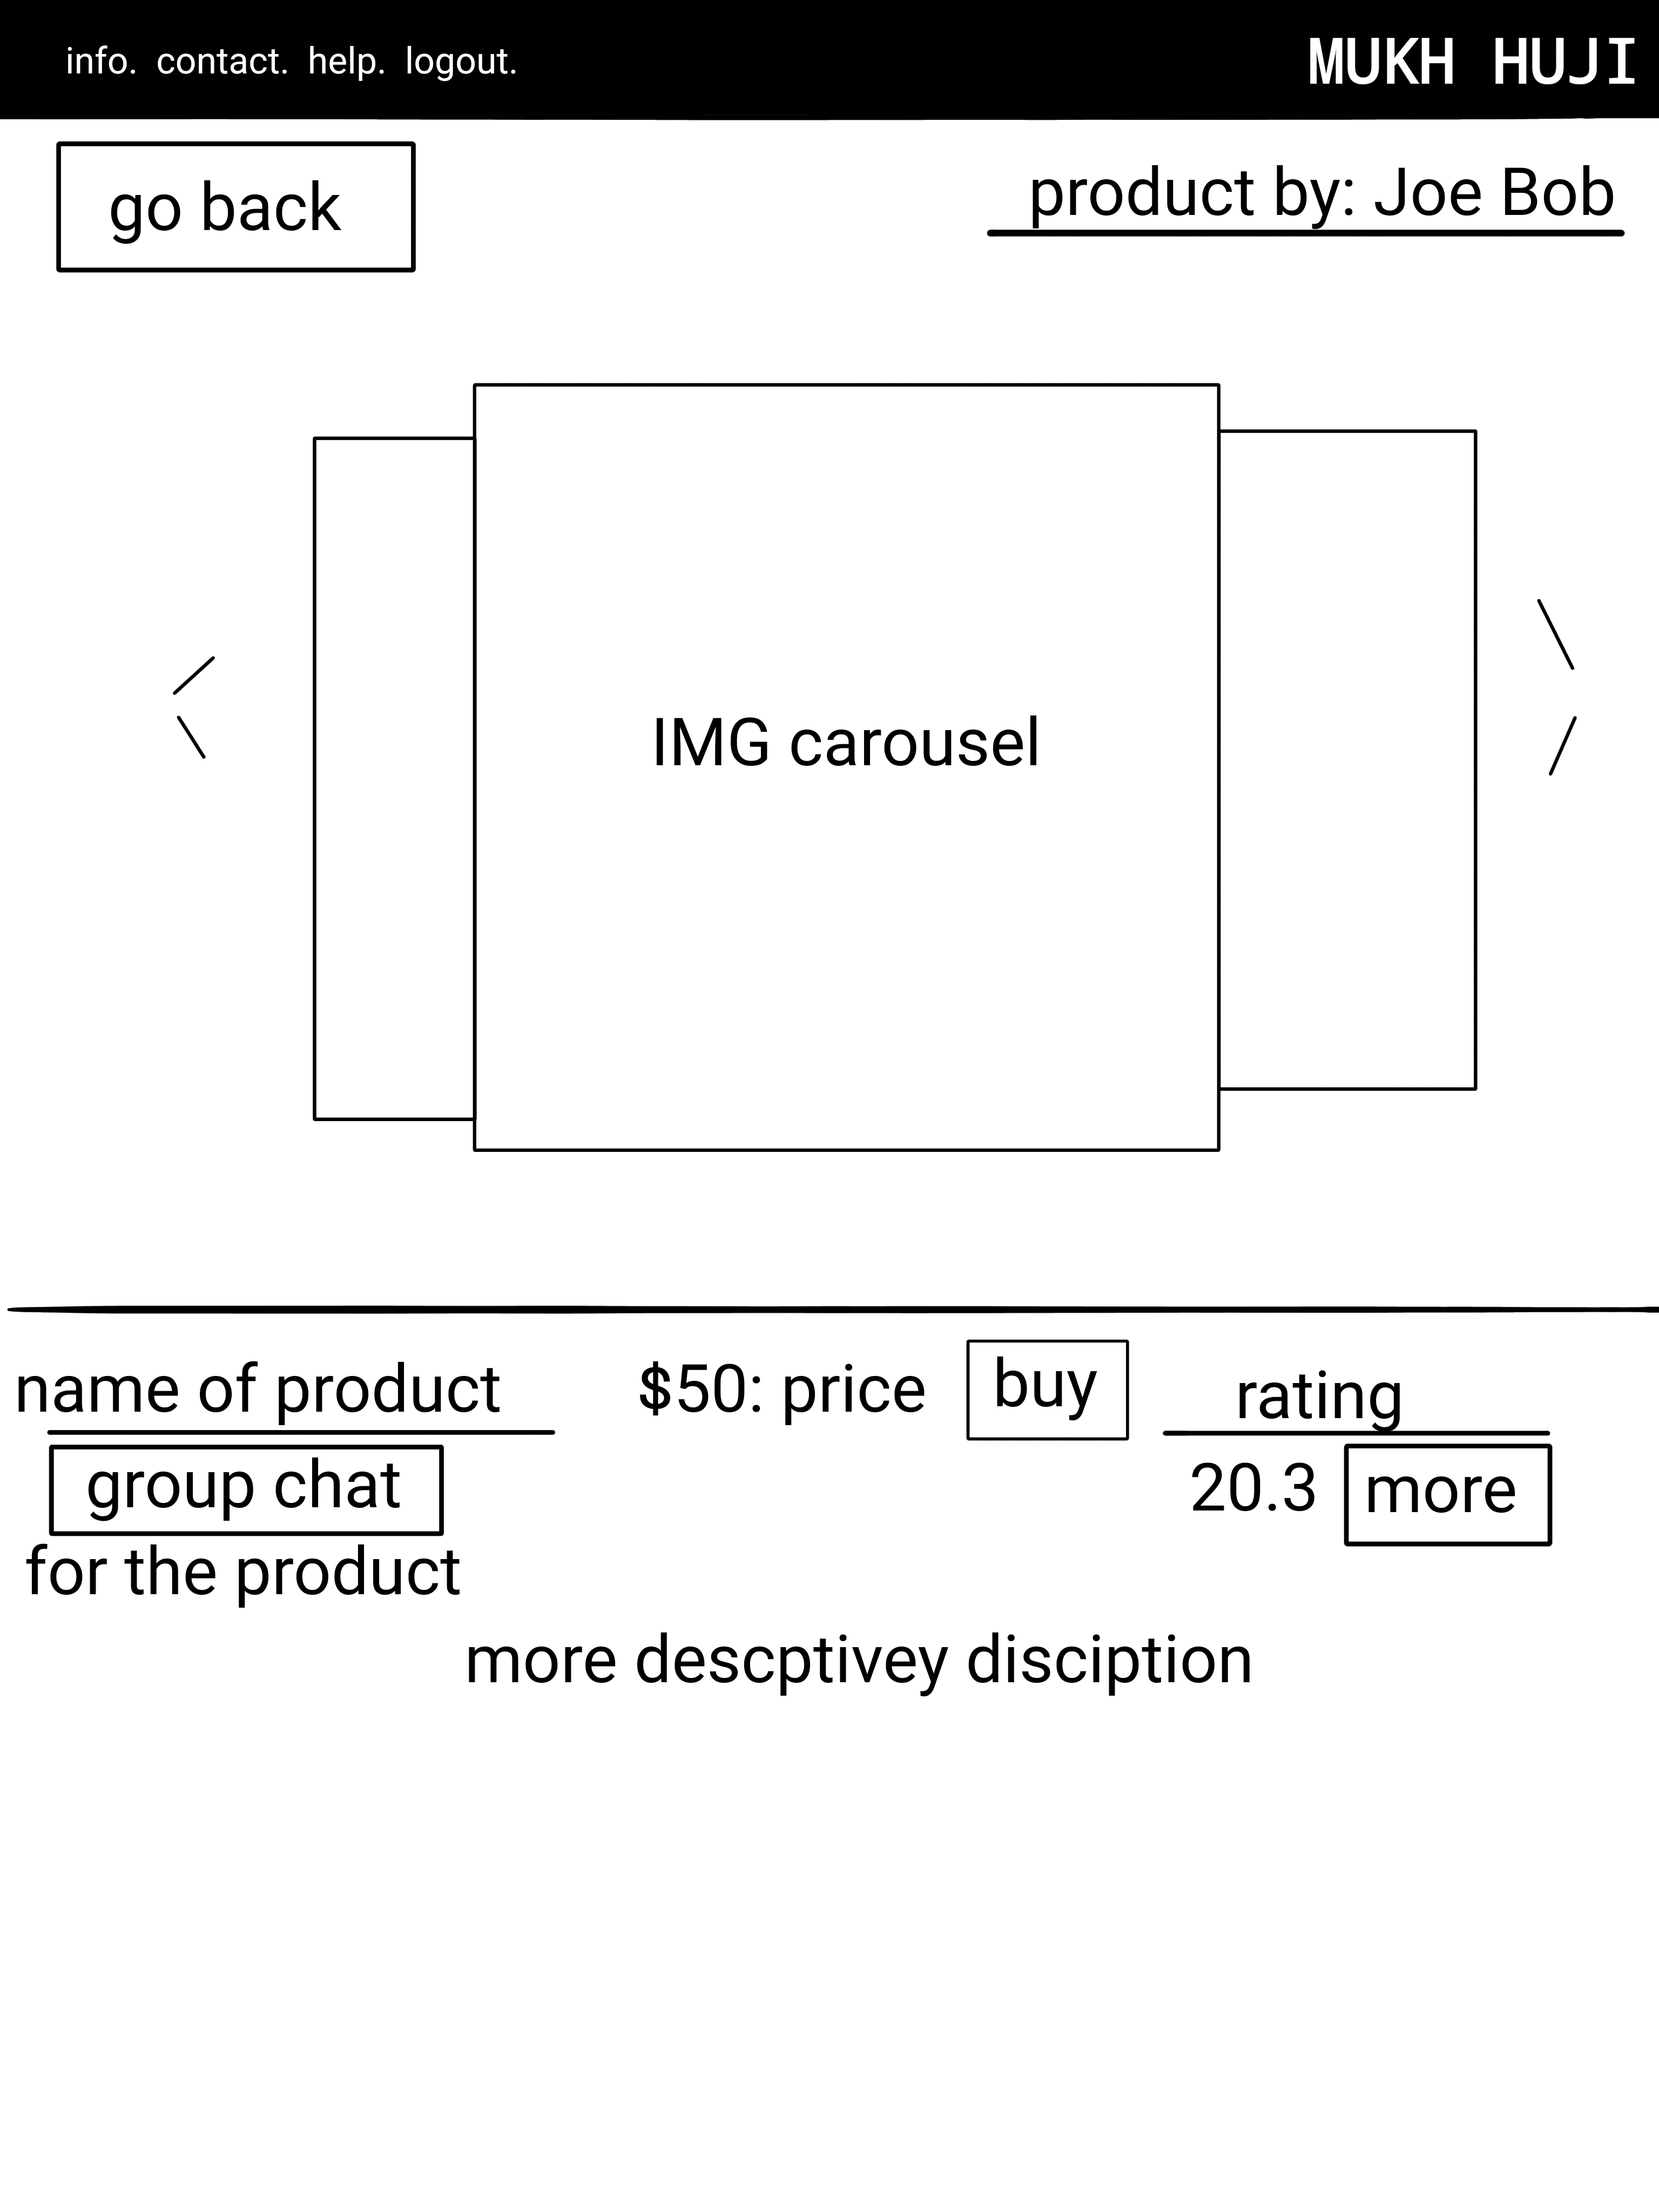 info. contact. help. logout.
MUKH HUJI
go back
product by: Joe Bob
IMG carousel
name of product
$50: price
buy
rating
group chat
20.3
more
for the product
more descptivey disciption